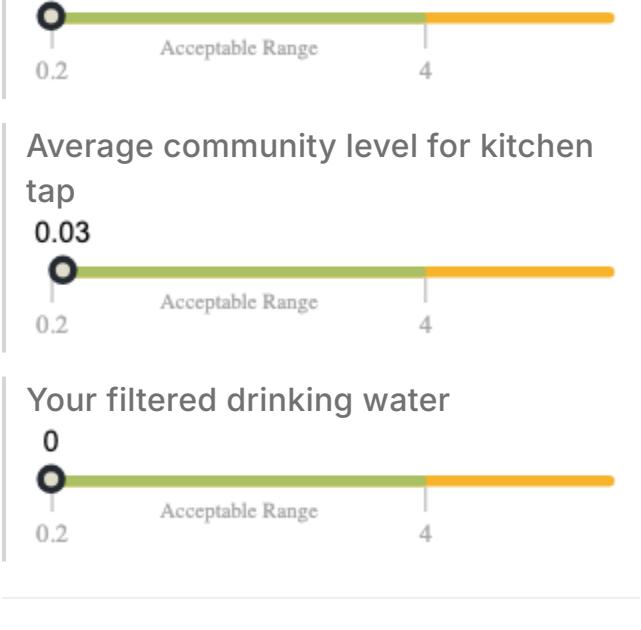 Acceptable Range
0.2 4
Average community level for kitchen
tap
0.03
Acceptable Range
0.2 4
Your filtered drinking water
0
Acceptable Range
0.2 4